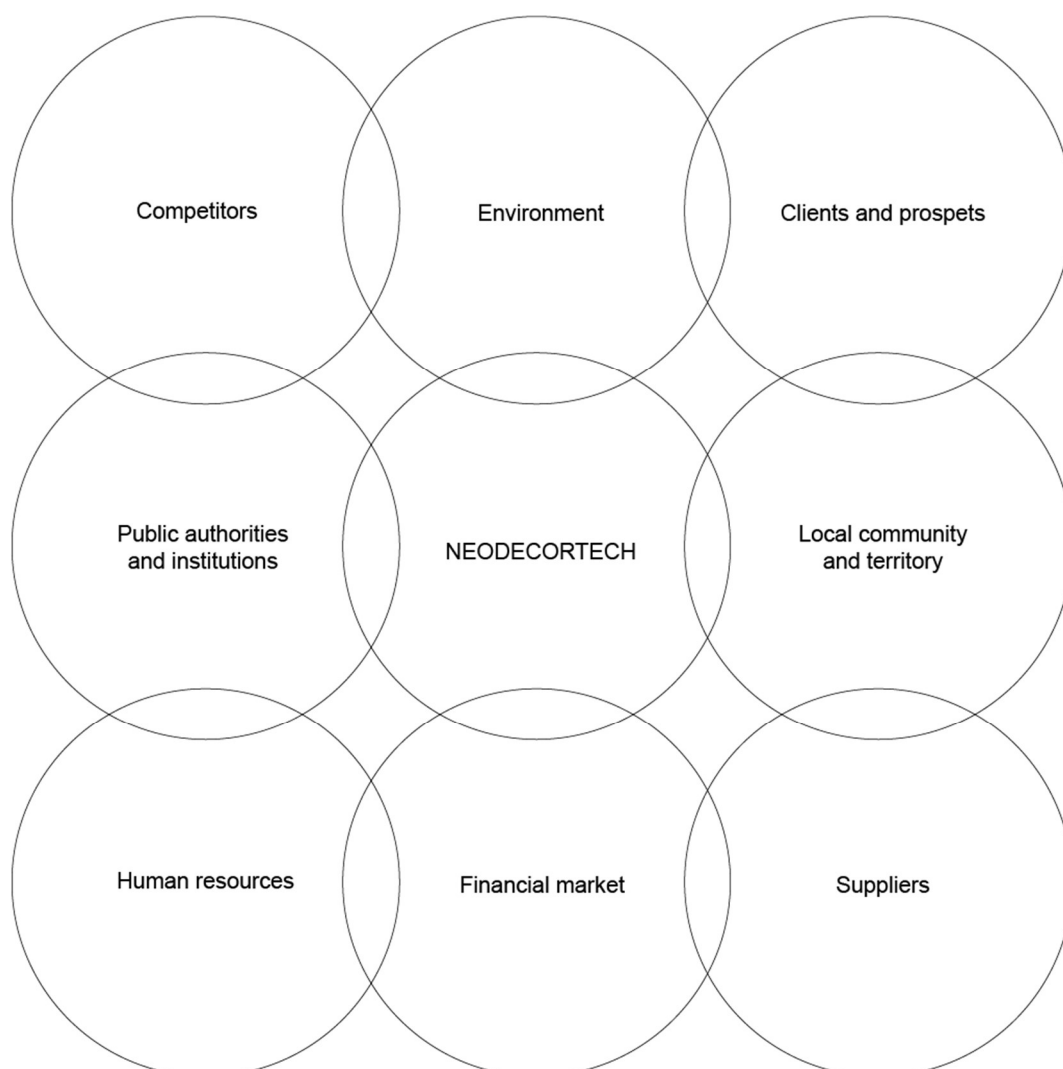 Competitors
Environment
Clients and prospets
Public authorities
and institutions
NEODECORTECH
Local community
and territory
Human resources
Financial market
Suppliers